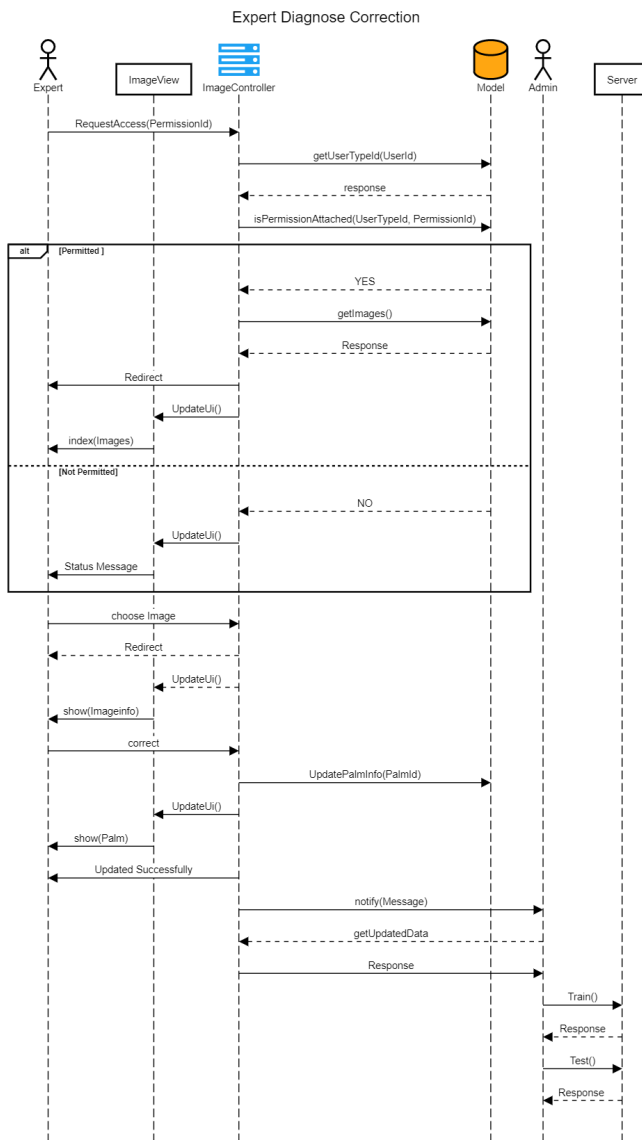 Expert Diagnose Correction
Expert
ImageView
ImageController
Model
Admin
Server
RequestAccess(PermissionId)
getUserTypeId(UserId)
response
isPermissionAttached(UserTypeId, PermissionId)
alt
[Permitted ]
YES
getImages()
Response
Redirect
UpdateUi()
index(Images)
[Not Permitted]
NO
UpdateUi()
Status Message
choose Image
Redirect
UpdateUi()
show(Imageinfo)
correct
UpdatePalmInfo(PalmId)
UpdateUi()
show(Palm)
Updated Successfully
notify(Message)
getUpdatedData
Response
Train()
Response
Test()
Response